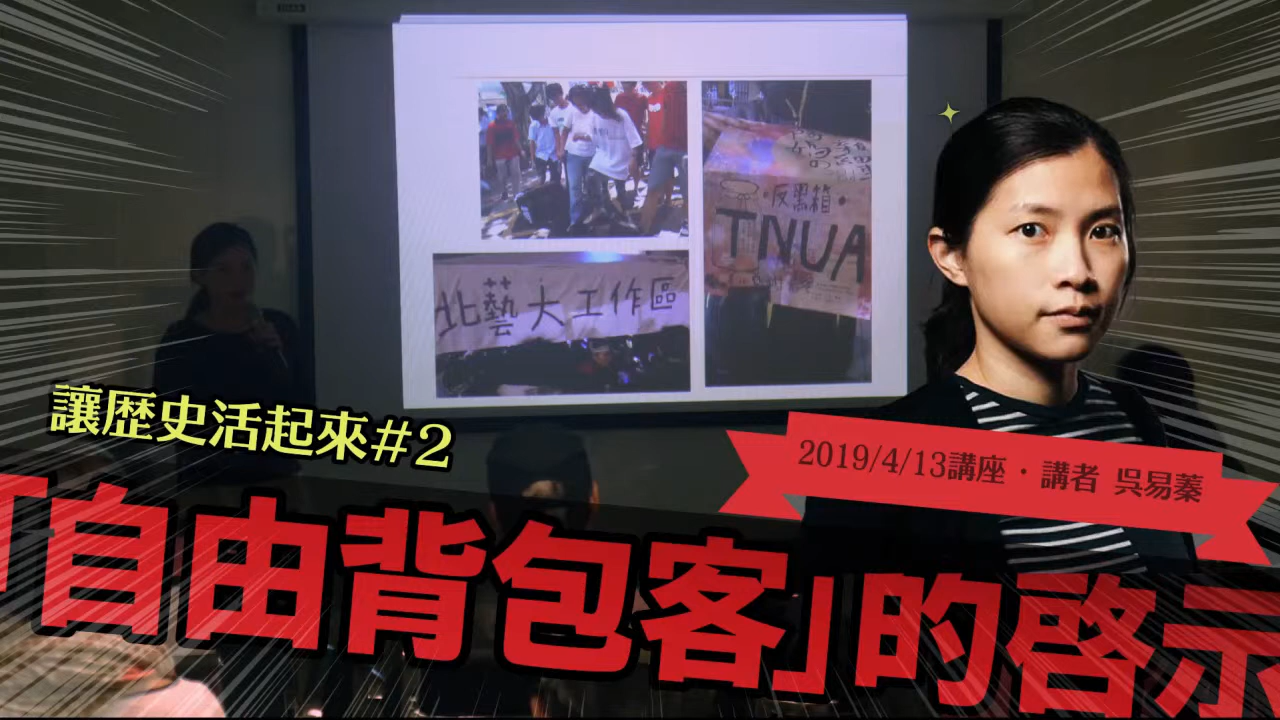 反黑箱
TNUA
北藝大工作區
讓歷史活起來#2
2019/4/13講座·講者 吳易蓁
「自由背包客」的啓示